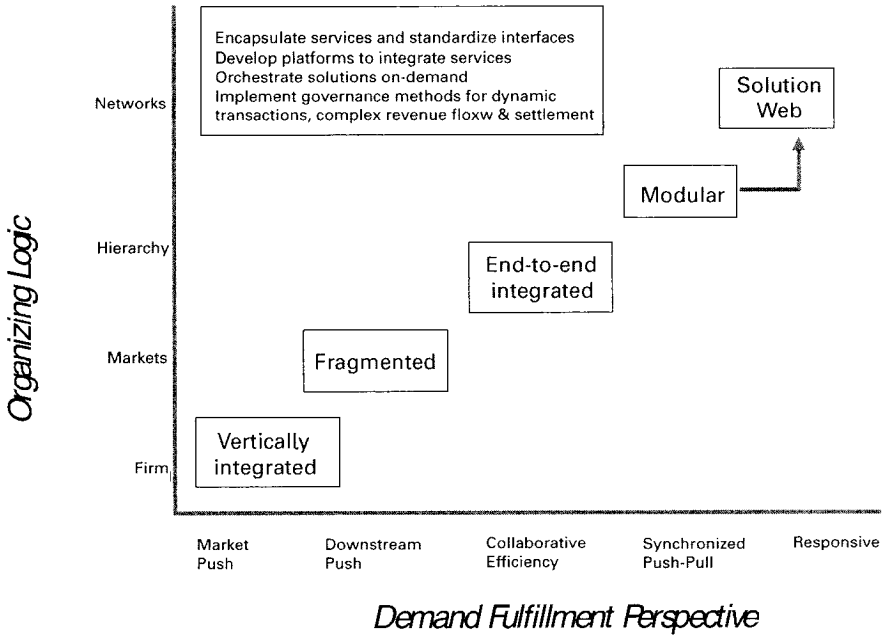 Encapsulate services and standardize interfaces
Develop platforms to integrate services
Orchestrate solutions on-demand
Implement governance methods for dynamic
transactions, complex revenue floxw & settlement
Networks
Solution
Web
Modular
Hierarchy
End-to-end
integrated
Markets
Fragmented
Vertically
integrated
Firm
Organizing Logic
Market
Push
Downstream
Push
Collaborative
Efficiency
Synchronized
Push-Pull
Responsive
Demand Fulfillment Perspective